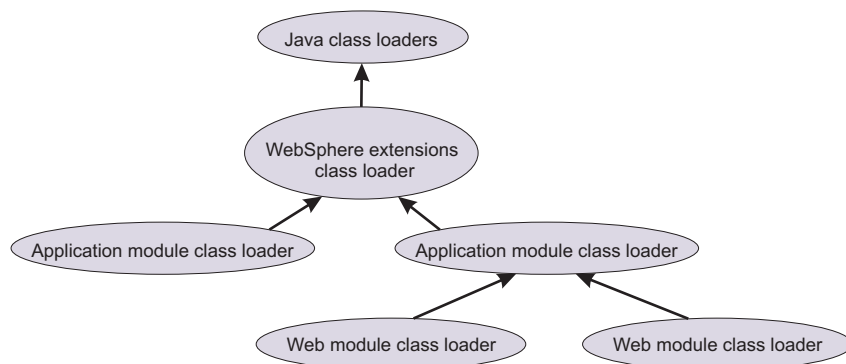 Java class loaders
WebSphere extensions
class loader
Application module class loader
Application module class loader
Web module class loader
Web module class loader